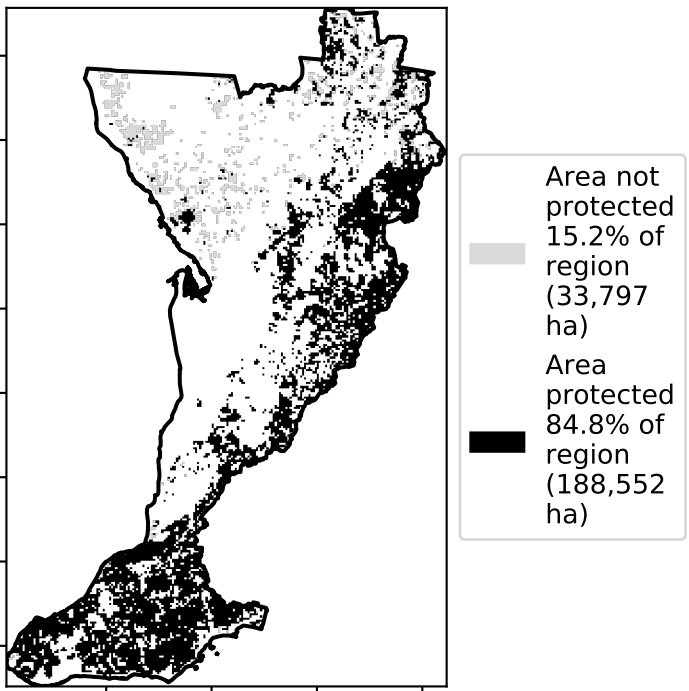 Area not
protected
15.2% of
region
(33,797
ha)
Area
protected
84.8% of
region
(188,552
ha)